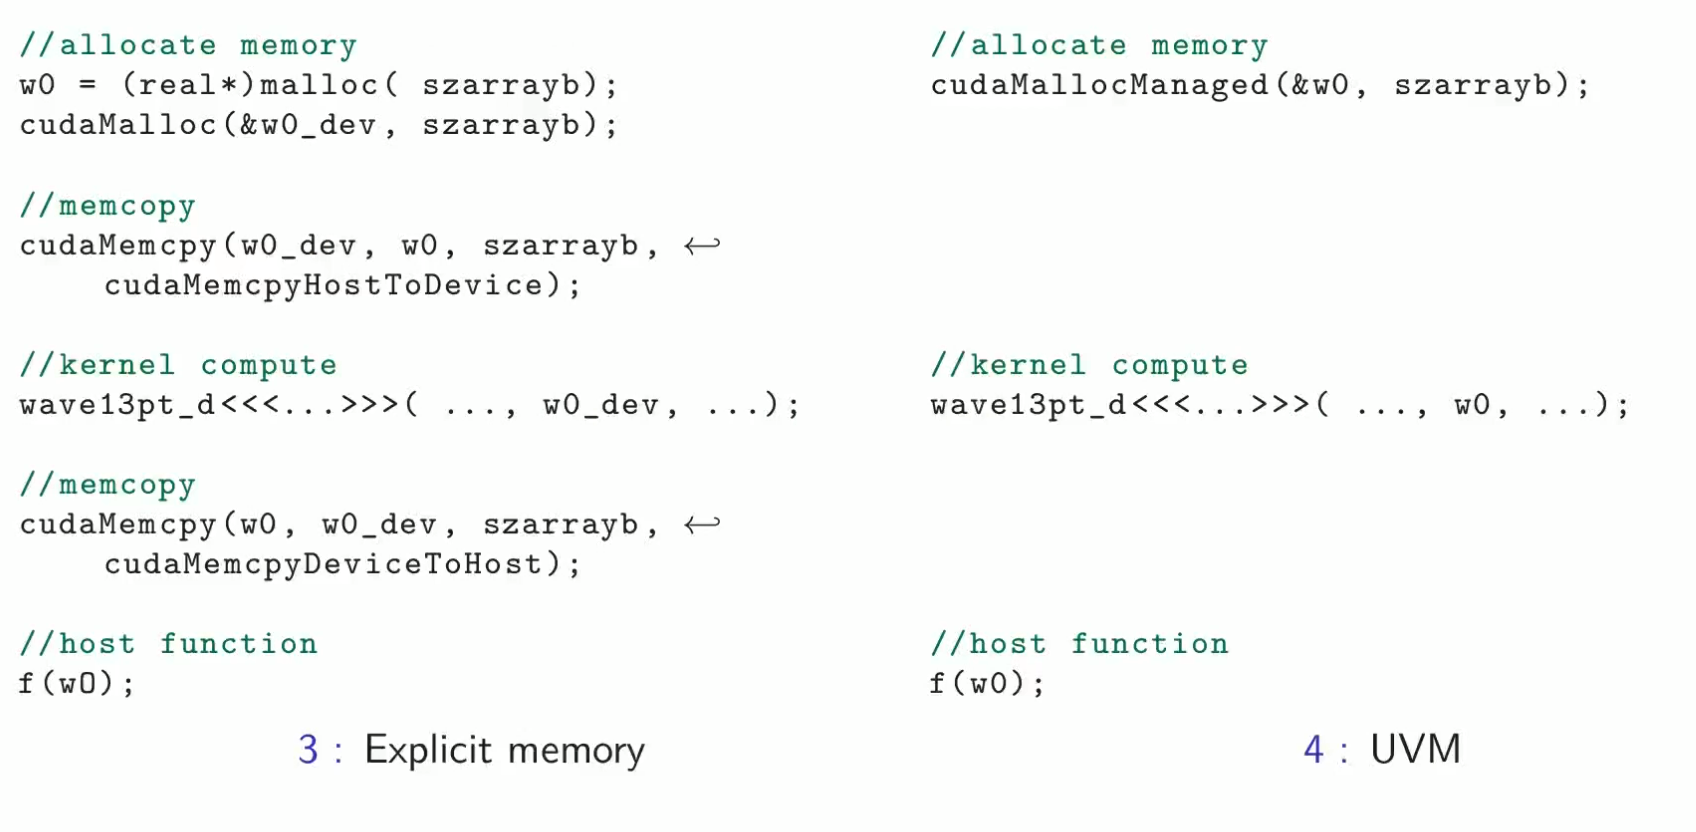 //allocate memory
w0 = (real*)malloc( szarrayb);
cudaMalloc(&w0_dev, szarrayb);
//memcopy
cudaMemcpy(w0_dev, w0, szarrayb, ↩
cudaMemcpyHostToDevice);
//kernel compute
wave13pt_d<<<...>>>( ..., w0_dev, ...);
//memcopy
cudaMemcpy(w0, w0_dev, szarrayb, ↩
cudaMemcpyDeviceToHost);
//host function
f(w0);
3 : Explicit memory
//allocate memory
cudaMallocManaged(&w0, szarrayb);
//kernel compute
wave13pt_d<<<...>>>( ..., w0, ...);
//host function
f(w0);
4 : UVM